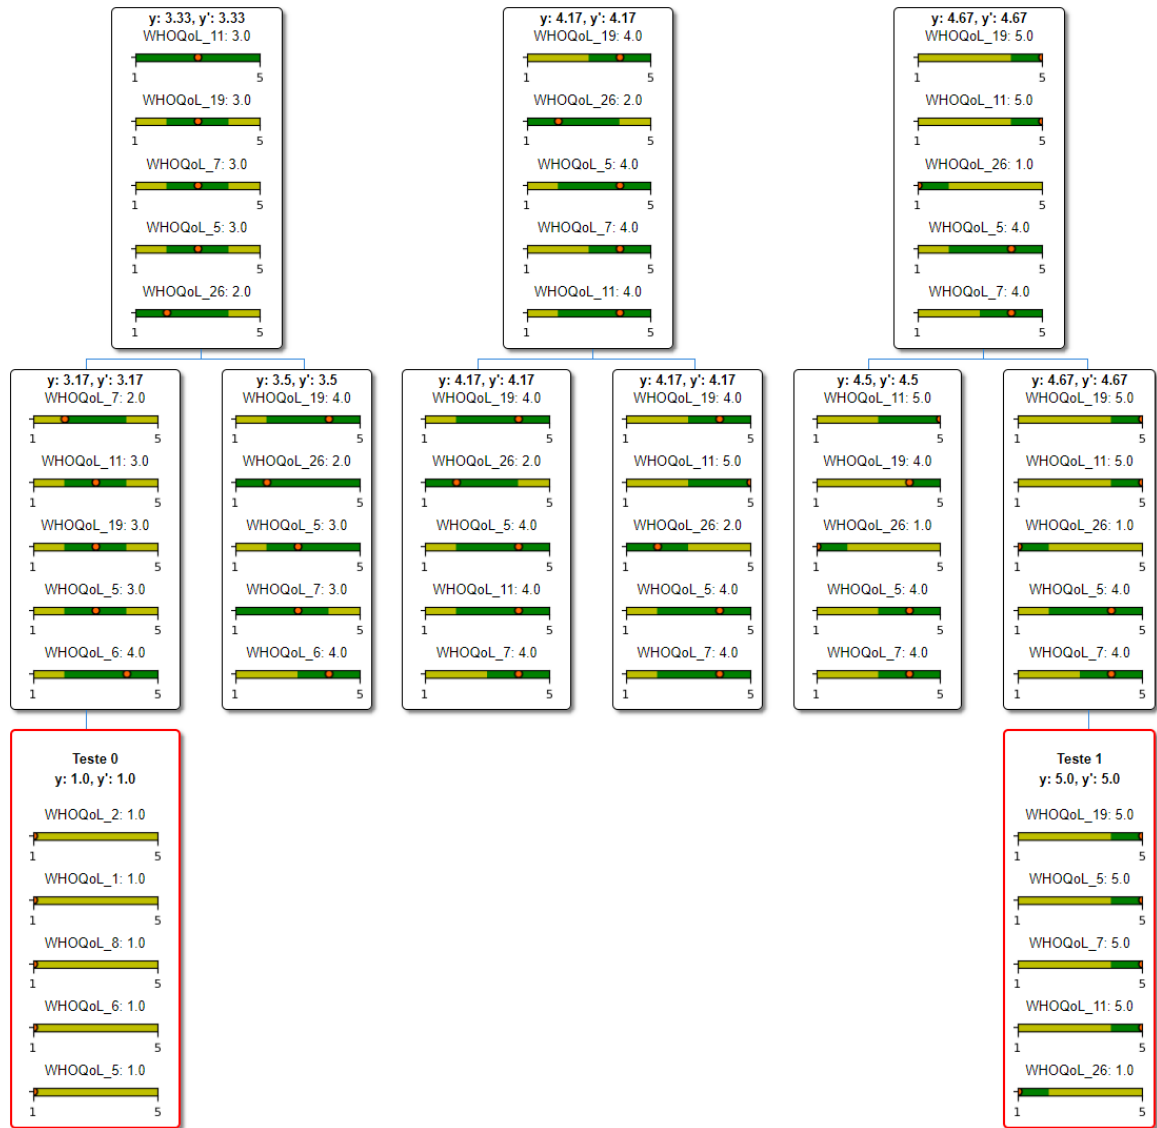 y: 3.33, y': 3.33
WHOQoL_11: 3.0
1 5
WHOQoL_19: 3.0
1 5
WHOQoL_7: 3.0
1 5
WHOQoL_5: 3.0
1 5
WHOQoL_26: 2.0
1 5
y: 4.17, y': 4.17
WHOQoL_19: 4.0
1 5
WHOQoL_26: 2.0
1 5
WHOQoL_5: 4.0
1 5
WHOQoL_7: 4.0
1 5
WHOQoL_11: 4.0
1 5
y: 4.67, y': 4.67
WHOQoL_19: 5.0
1 5
WHOQoL_11: 5.0
1 5
WHOQoL_26: 1.0
1 5
WHOQoL_5: 4.0
1 5
WHOQoL_7: 4.0
1 5
y: 3.17, y': 3.17
WHOQoL_7: 2.0
1 5
WHOQoL_11: 3.0
1 5
WHOQoL_19: 3.0
1 5
WHOQoL_5: 3.0
1 5
WHOQoL_6: 4.0
1 5
y: 3.5, y': 3.5
WHOQoL_19: 4.0
1 5
WHOQoL_26: 2.0
1 5
WHOQoL_5: 3.0
1 5
WHOQoL_7: 3.0
1 5
WHOQoL_6: 4.0
1 5
y: 4.17, y': 4.17
WHOQoL_19: 4.0
1 5
WHOQoL_26: 2.0
1 5
WHOQoL_5: 4.0
1 5
WHOQoL_11: 4.0
1 5
WHOQoL_7: 4.0
1 5
y: 4.17, y': 4.17
WHOQoL_19: 4.0
1 5
WHOQoL_11: 5.0
1 5
WHOQoL_26: 2.0
1 5
WHOQoL_5: 4.0
1 5
WHOQoL_7: 4.0
1 5
y: 4.5, y': 4.5
WHOQoL_11: 5.0
1 5
WHOQoL_19: 4.0
1 5
WHOQoL_26: 1.0
1 5
WHOQoL_5: 4.0
1 5
WHOQoL_7: 4.0
1 5
y: 4.67, y': 4.67
WHOQoL_19: 5.0
1 5
WHOQoL_11: 5.0
1 5
WHOQoL_26: 1.0
1 5
WHOQoL_5: 4.0
1 5
WHOQoL_7: 4.0
1 5
Teste 0
y: 1.0, y': 1.0
WHOQoL_2: 1.0
1 5
WHOQoL_1: 1.0
1 5
WHOQoL_8: 1.0
1 5
WHOQoL_6: 1.0
1 5
WHOQoL_5: 1.0
1 5
Teste 1
y: 5.0, y': 5.0
WHOQoL_19: 5.0
1 5
WHOQoL_5: 5.0
1 5
WHOQoL_7: 5.0
1 5
WHOQoL_11: 5.0
1 5
WHOQoL_26: 1.0
1 5